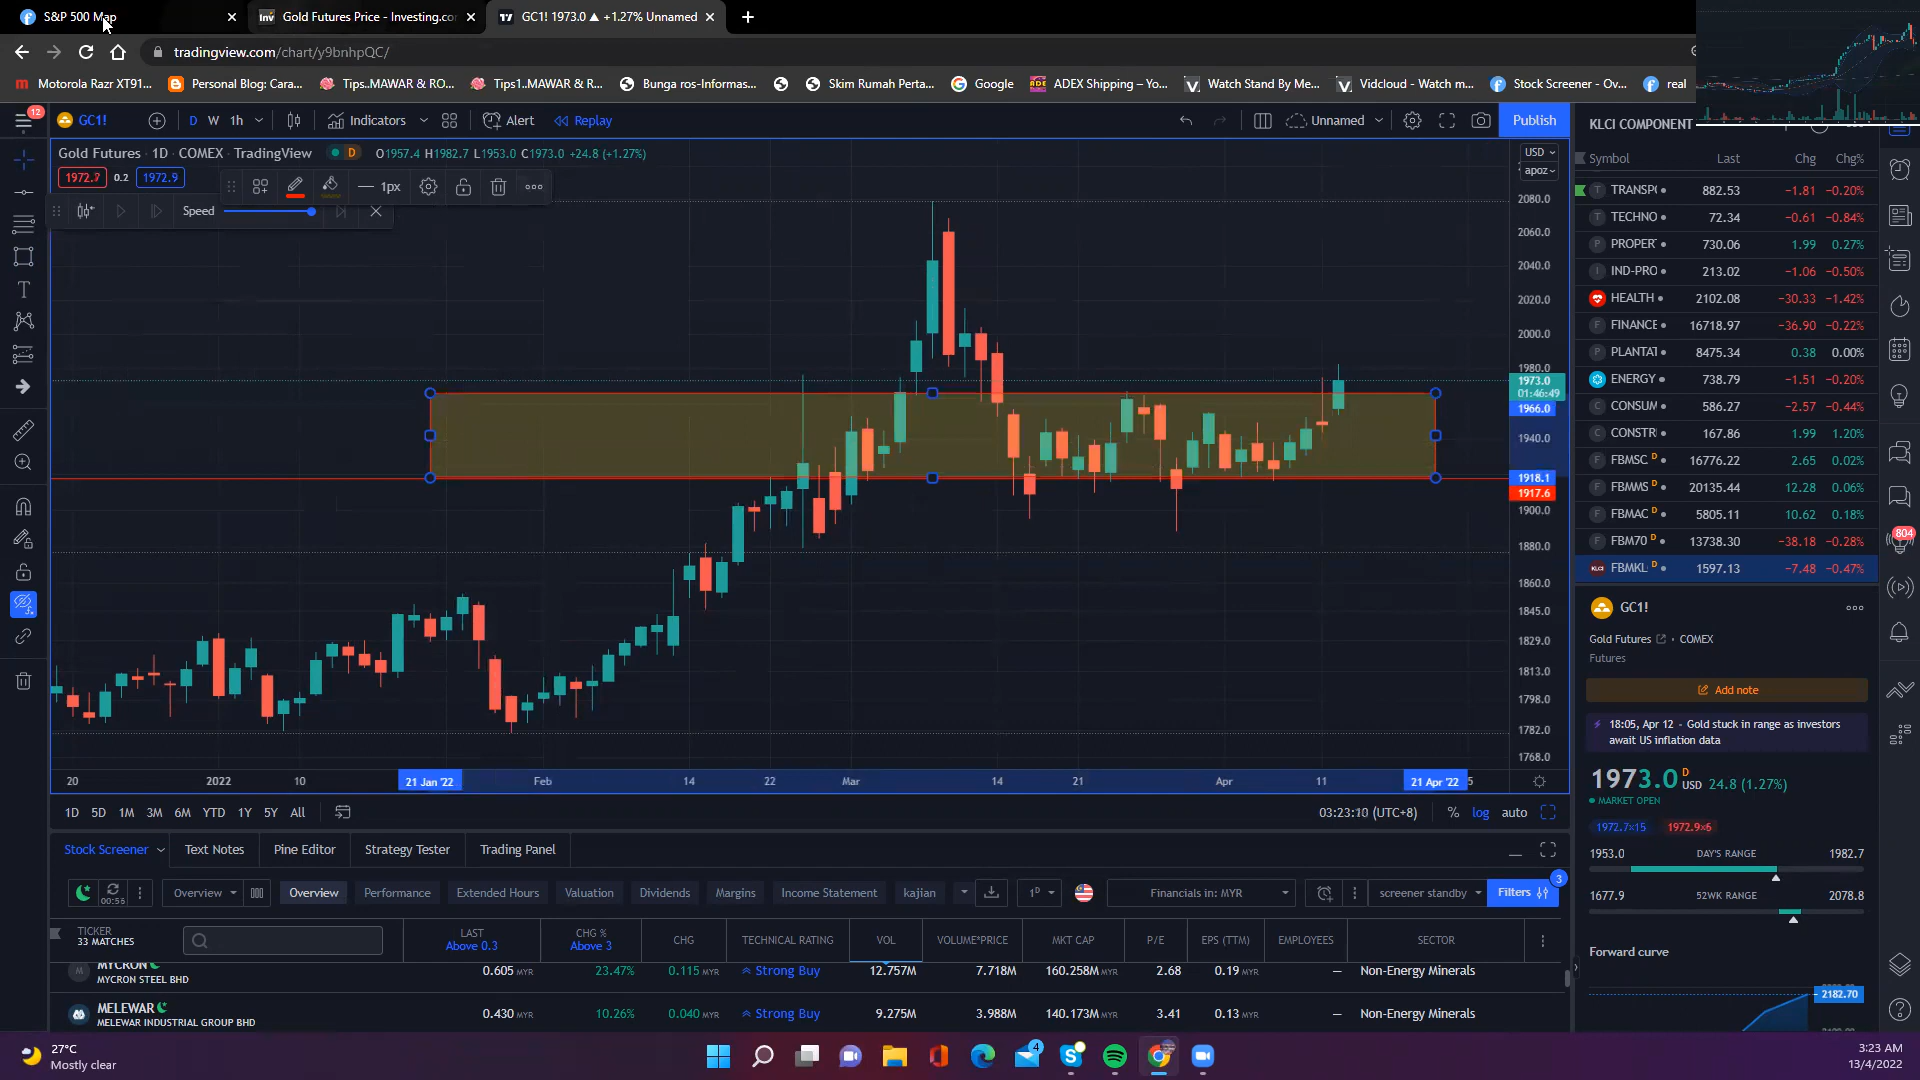 S&P 500 Map
Gold Futures Price - Investing.com
GC1! 1973.0 ▲ +1.27% Unnamed
tradingview.com/chart/y9bnhpQC/
Motorola Razr XT91...
Personal Blog: Cara...
Tips..MAWAR & RO...
Tips1..MAWAR & R...
Bunga ros-Informas...
Skim Rumah Perta...
Google
ADEX Shipping – Yo...
Watch Stand By Me...
Vidcloud - Watch m...
Stock Screener - Ov...
real
12
GC1!
D W 1h
Indicators
Alert
Replay
Unnamed
Publish
Gold Futures · 1D · COMEX · TradingView
D
O1957.4 H1982.7 L1953.0 C1973.0 +24.8 (+1.27%)
1972.7 0.2 1972.9
1px
Speed
USD
apoz
2080.0
2060.0
2040.0
2020.0
2000.0
1980.0
1973.0
01:46:49
1966.0
1940.0
1918.1
1917.6
1900.0
1880.0
1860.0
1845.0
1829.0
1813.0
1798.0
1782.0
1768.0
20 2022 10 21 Jan '22 Feb 14 22 Mar 14 21 Apr 11 21 Apr '22 5
1D 5D 1M 3M 6M YTD 1Y 5Y All
03:23:10 (UTC+8) % log auto
Stock Screener Text Notes Pine Editor Strategy Tester Trading Panel
00:56
Overview
Overview Performance Extended Hours Valuation Dividends Margins Income Statement kajian
1D
Financials in: MYR
screener standby
Filters
3
TICKER
33 MATCHES
LAST
Above 0.3
CHG %
Above 3
CHG TECHNICAL RATING VOL VOLUME*PRICE MKT CAP P/E EPS (TTM) EMPLOYEES SECTOR
MYCRON
MYCRON STEEL BHD
0.605 MYR 23.47% 0.115 MYR Strong Buy 12.757M 7.718M 160.258M MYR 2.68 0.19 MYR — Non-Energy Minerals
MELEWAR
MELEWAR INDUSTRIAL GROUP BHD
0.430 MYR 10.26% 0.040 MYR Strong Buy 9.275M 3.988M 140.173M MYR 3.41 0.13 MYR — Non-Energy Minerals
KLCI COMPONENT
Symbol Last Chg Chg%
TRANSP 882.53 −1.81 −0.20%
TECHNO 72.34 −0.61 −0.84%
PROPER 730.06 1.99 0.27%
IND-PRO 213.02 −1.06 −0.50%
HEALTH 2102.08 −30.33 −1.42%
FINANCE 16718.97 −36.90 −0.22%
PLANTAT 8475.34 0.38 0.00%
ENERGY 738.79 −1.51 −0.20%
CONSUM 586.27 −2.57 −0.44%
CONSTR 167.86 1.99 1.20%
FBMSC D 16776.22 2.65 0.02%
FBMMS D 20135.44 12.28 0.06%
FBMAC D 5805.11 10.62 0.18%
FBM70 D 13738.30 −38.18 −0.28%
FBMKL D 1597.13 −7.48 −0.47%
804
GC1!
Gold Futures · COMEX
Futures
Add note
18:05, Apr 12 - Gold stuck in range as investors
await US inflation data
1973.0 D USD 24.8 (1.27%)
MARKET OPEN
1972.7×15 1972.9×6
1953.0 DAY'S RANGE 1982.7
1677.9 52WK RANGE 2078.8
Forward curve
2182.70
27°C
Mostly clear
4
3:23 AM
13/4/2022